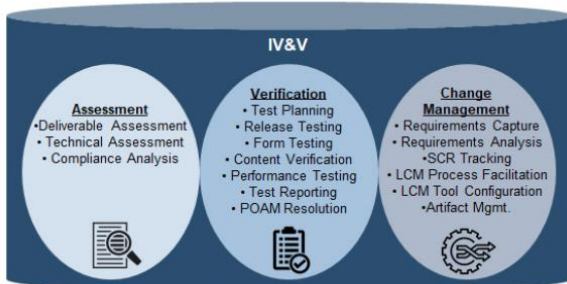 IV&V
Assessment
•Deliverable Assessment
• Technical Assessment
• Compliance Analysis
Verification
• Test Planning
• Release Testing
• Form Testing
• Content Verification
• Performance Testing
• Test Reporting
• POAM Resolution
Change
Management
• Requirements Capture
• Requirements Analysis
•SCR Tracking
• LCM Process Facilitation
• LCM Tool Configuration
•Artifact Mgmt.